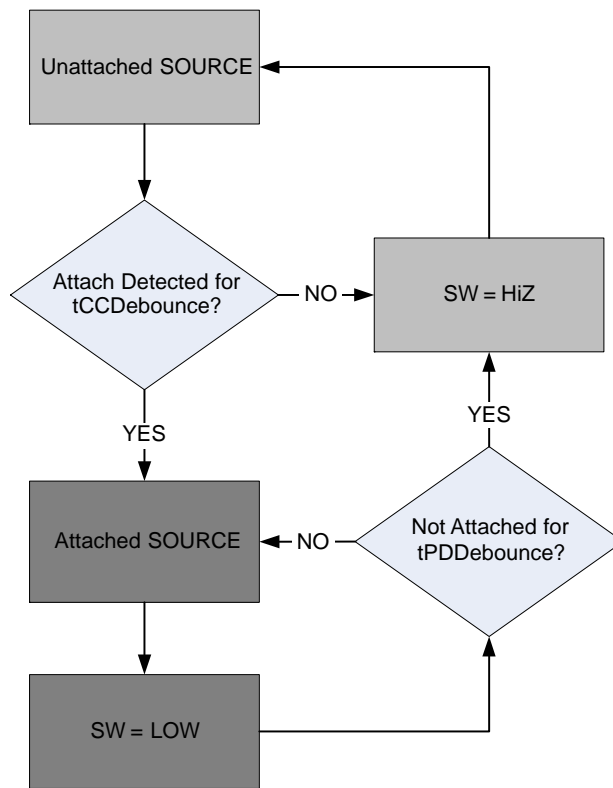 Unattached SOURCE
Attach Detected for
tCCDebounce?
NO
SW = HiZ
YES
YES
Attached SOURCE
NO
Not Attached for
tPDDebounce?
SW = LOW